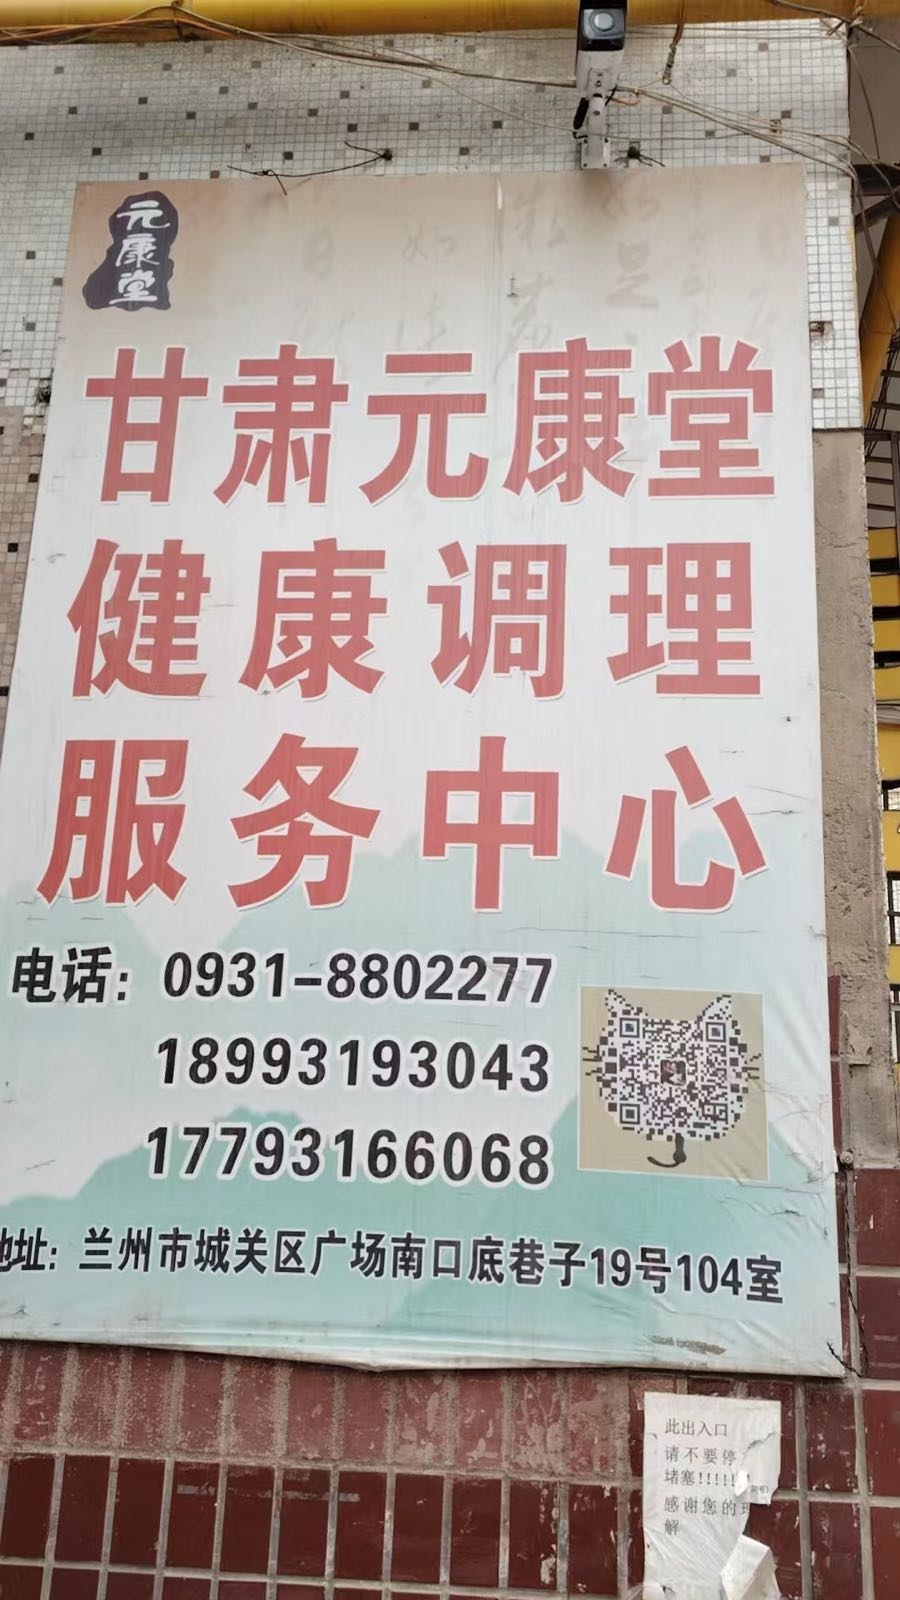 元康堂
甘肃元康堂
健康调理
服务中心
电话：0931-8802277
18993193043
17793166068
地址：兰州市城关区广场南口底巷子19号104室
此出入口
请不要停
堵塞!!!!!
感谢您的理
解